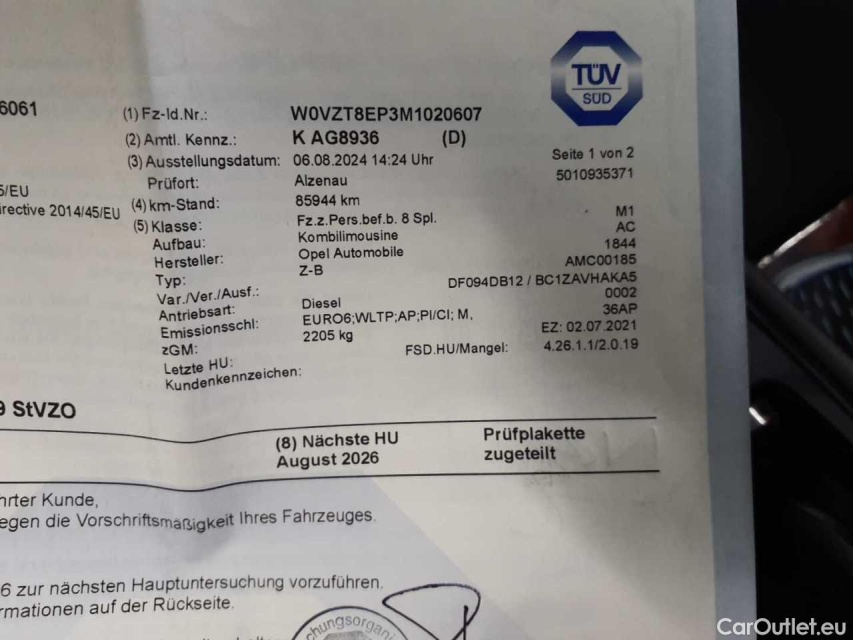 TÜV
SÜD
6061
(1) Fz-Id.Nr.: W0VZT8EP3M1020607
(2) Amtl. Kennz.: K AG8936 (D)
(3) Ausstellungsdatum: 06.08.2024 14:24 Uhr
Seite 1 von 2
Prüfort: Alzenau
5010935371
5/EU
irective 2014/45/EU
(4) km-Stand: 85944 km
(5) Klasse: Fz.z.Pers.bef.b. 8 Spl. M1
Aufbau: Kombilimousine AC
Hersteller: Opel Automobile 1844
Typ: Z-B AMC00185
Var./Ver./Ausf.: DF094DB12 / BC1ZAVHAKA5
Antriebsart: Diesel 0002
Emissionsschl: EURO6;WLTP;AP;PI/CI; M, 36AP
zGM: 2205 kg EZ: 02.07.2021
Letzte HU: FSD.HU/Mangel: 4.26.1.1/2.0.19
Kundenkennzeichen:
9 StVZO
(8) Nächste HU Prüfplakette
August 2026 zugeteilt
hrter Kunde,
egen die Vorschriftsmäßigkeit Ihres Fahrzeuges.
6 zur nächsten Hauptuntersuchung vorzuführen.
rmationen auf der Rückseite.
chungsorgani
CarOutlet.eu